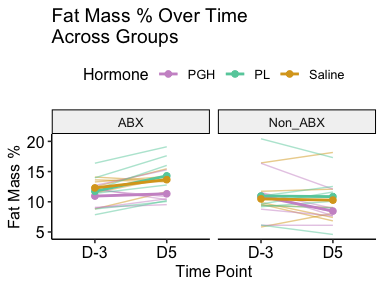 Fat Mass % Over Time
Across Groups
Hormone PGH PL Saline
ABX Non_ABX
Fat Mass %
20
15
10
5
D-3 D5 D-3 D5
Time Point